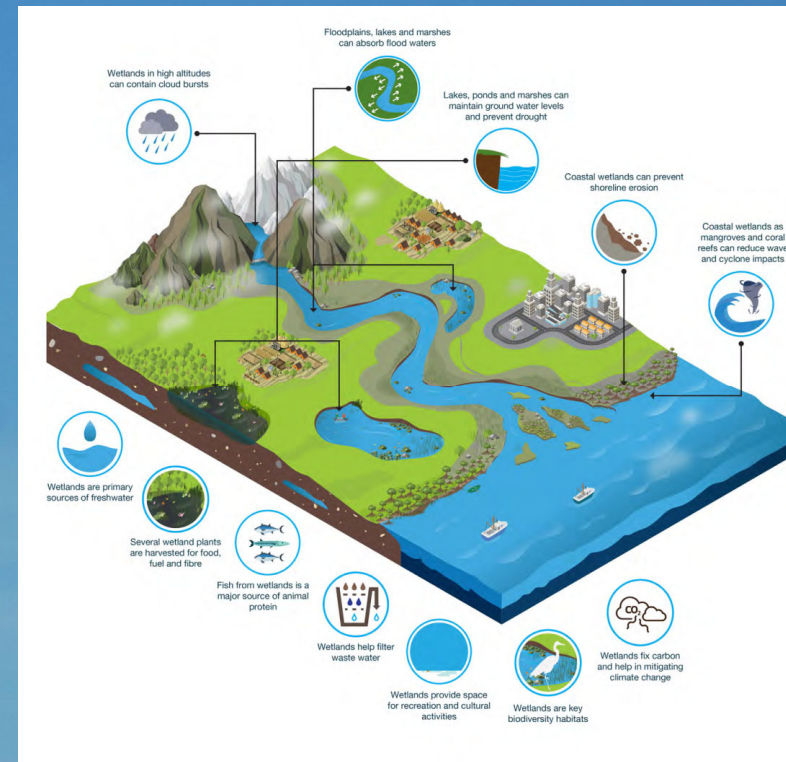 Floodplains, lakes and marshes
can absorb flood waters
Wetlands in high altitudes
can contain cloud bursts
Lakes, ponds and marshes can
maintain ground water levels
and prevent drought
Coastal wetlands can prevent
shoreline erosion
Coastal wetlands as
mangroves and coral
reefs can reduce wave
and cyclone impacts
Wetlands are primary
sources of freshwater
Several wetland plants
are harvested for food,
fuel and fibre
Fish from wetlands is a
major source of animal
protein
Wetlands help filter
waste water
Wetlands provide space
for recreation and cultural
activities
Wetlands are key
biodiversity habitats
CO₂
Wetlands fix carbon
and help in mitigating
climate change